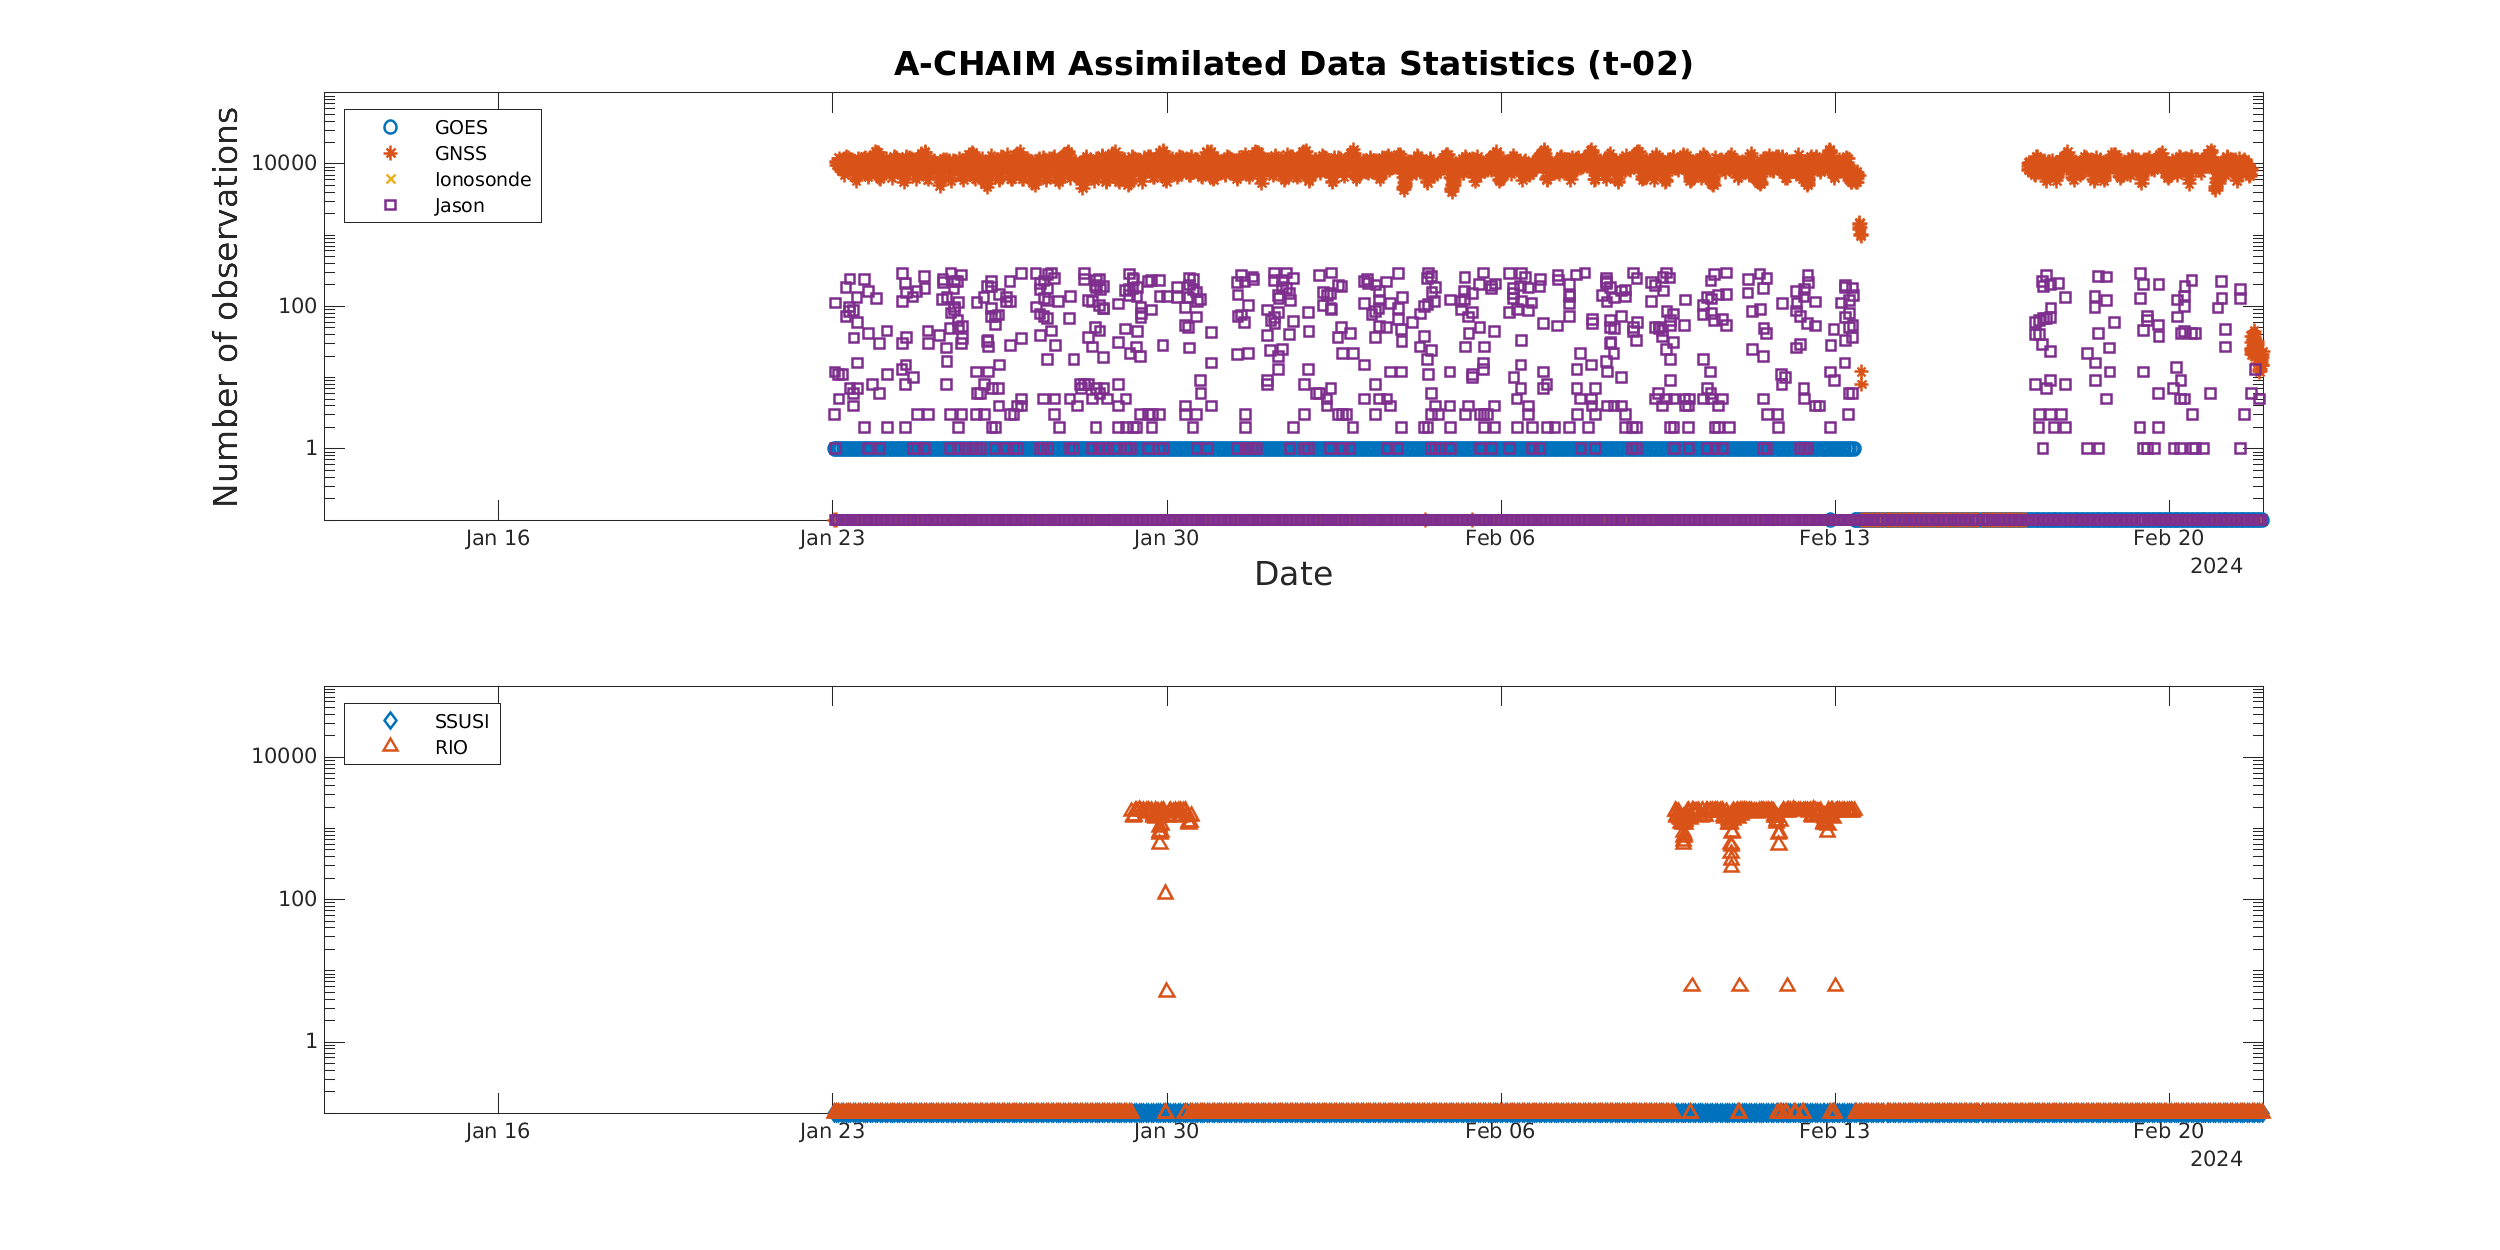 A-CHAIM Assimilated Data Statistics (t-02)
Number of observations
10000
100
1
GOES
GNSS
Ionosonde
Jason
Jan 16 Jan 23 Jan 30 Feb 06 Feb 13 Feb 20
2024
Date
10000
100
1
SSUSI
RIO
Jan 16 Jan 23 Jan 30 Feb 06 Feb 13 Feb 20
2024